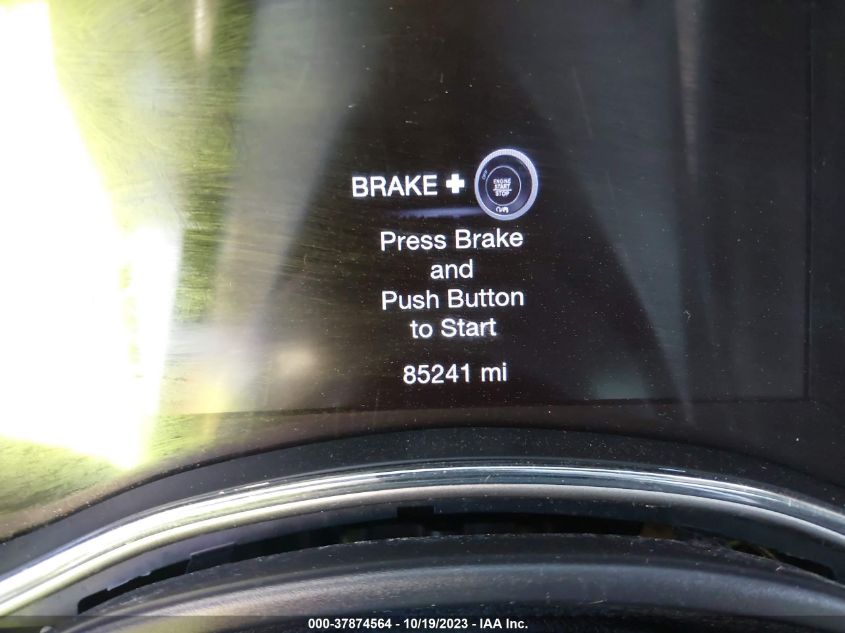 BRAKE +
ENGINE
START
STOP
OFF
Press Brake
and
Push Button
to Start
85241 mi
000-37874564 - 10/19/2023 - IAA Inc.